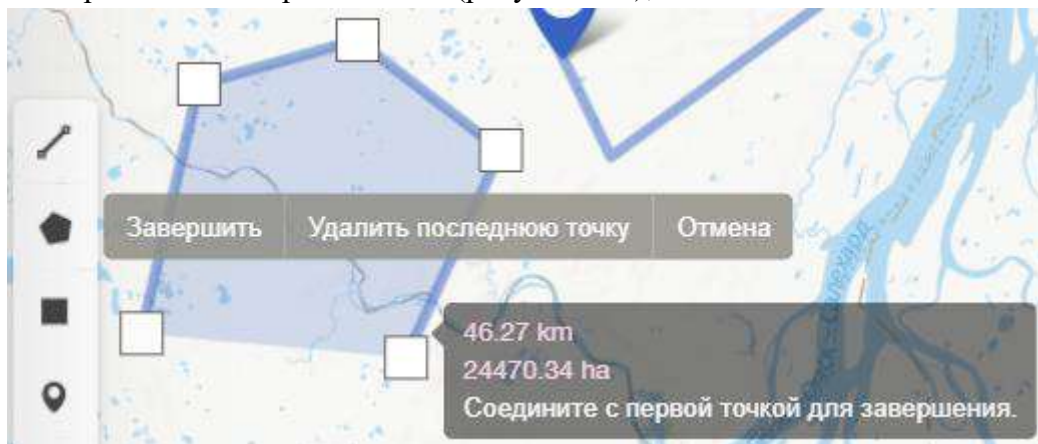 Завершить Удалить последнюю точку Отмена
46.27 km
24470.34 ha
Соедините с первой точкой для завершения.